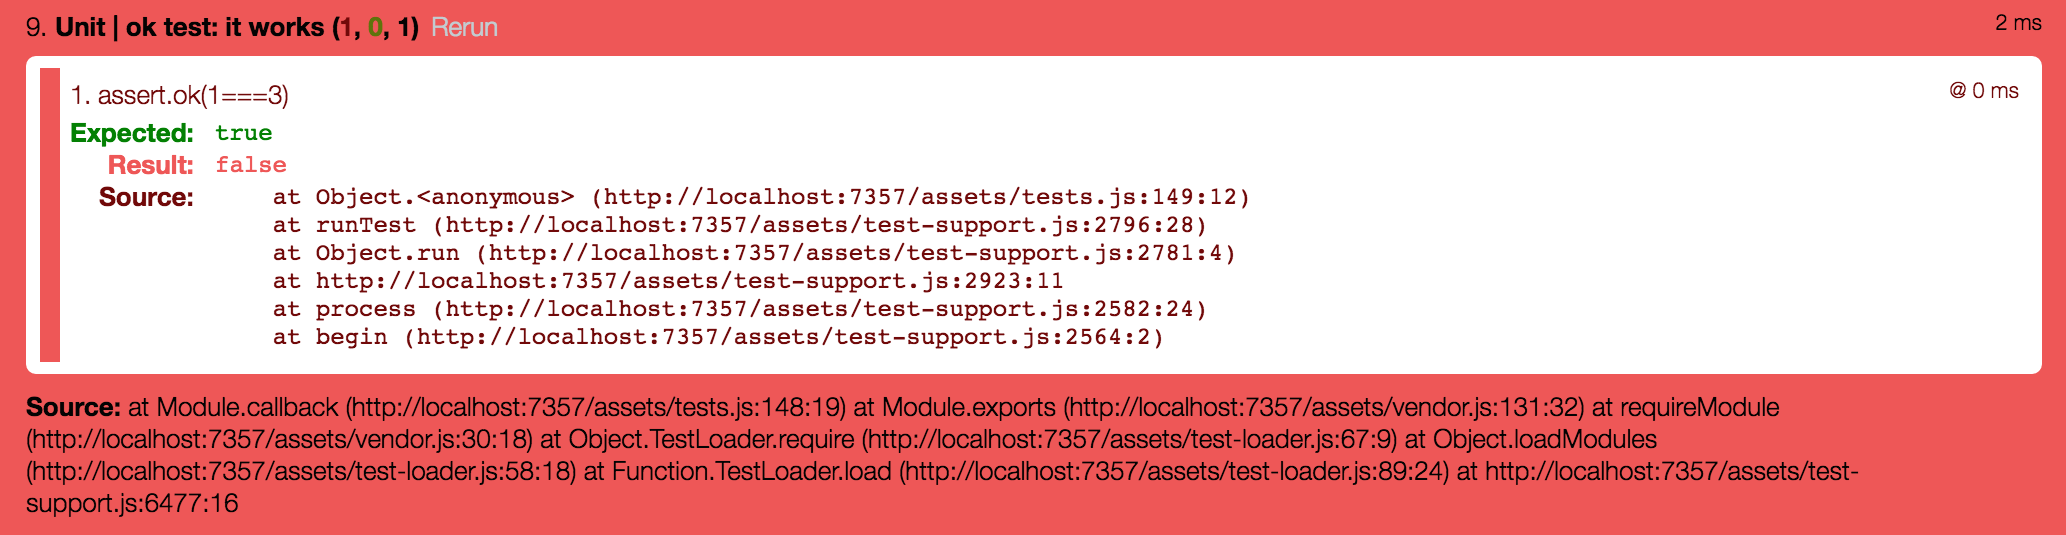 9. Unit | ok test: it works (1, 0, 1) Rerun 2 ms
1. assert.ok(1===3) @ 0 ms
Expected: true
Result: false
Source: at Object.<anonymous> (http://localhost:7357/assets/tests.js:149:12)
at runTest (http://localhost:7357/assets/test-support.js:2796:28)
at Object.run (http://localhost:7357/assets/test-support.js:2781:4)
at http://localhost:7357/assets/test-support.js:2923:11
at process (http://localhost:7357/assets/test-support.js:2582:24)
at begin (http://localhost:7357/assets/test-support.js:2564:2)
Source: at Module.callback (http://localhost:7357/assets/tests.js:148:19) at Module.exports (http://localhost:7357/assets/vendor.js:131:32) at requireModule
(http://localhost:7357/assets/vendor.js:30:18) at Object.TestLoader.require (http://localhost:7357/assets/test-loader.js:67:9) at Object.loadModules
(http://localhost:7357/assets/test-loader.js:58:18) at Function.TestLoader.load (http://localhost:7357/assets/test-loader.js:89:24) at http://localhost:7357/assets/test-
support.js:6477:16